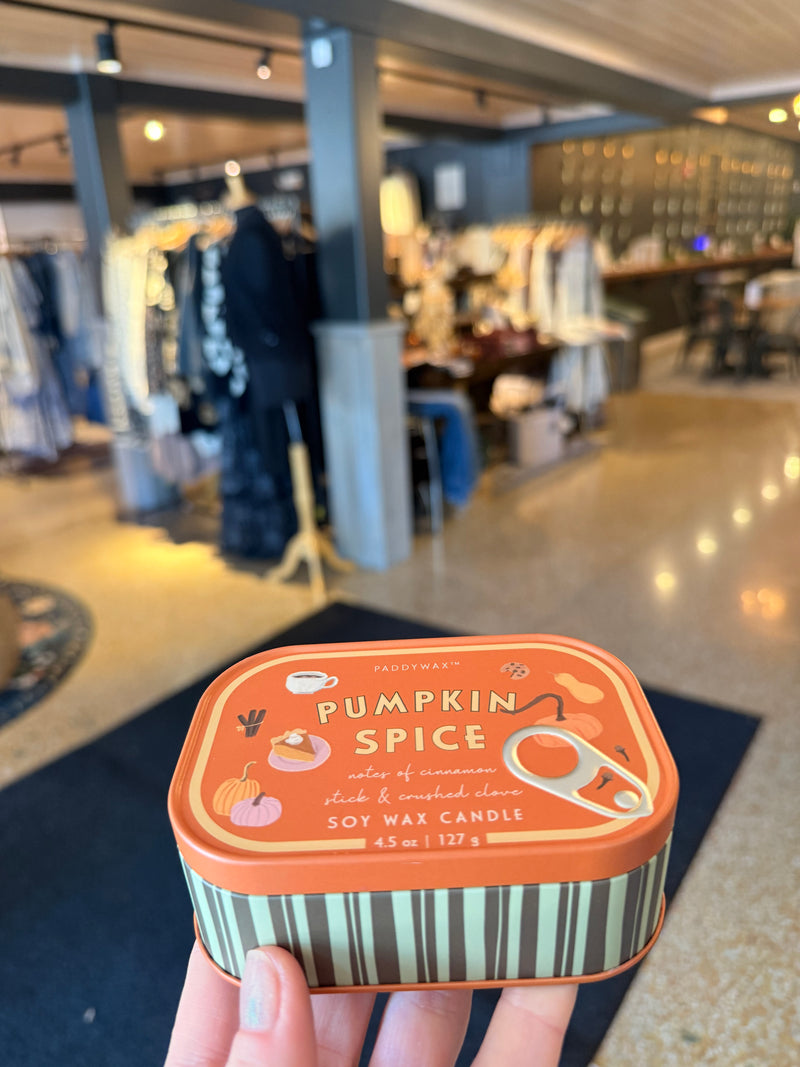 PADDYWAX™
PUMPKIN
SPICE
notes of cinnamon
stick & crushed clove
SOY WAX CANDLE
4.5 oz | 127 g